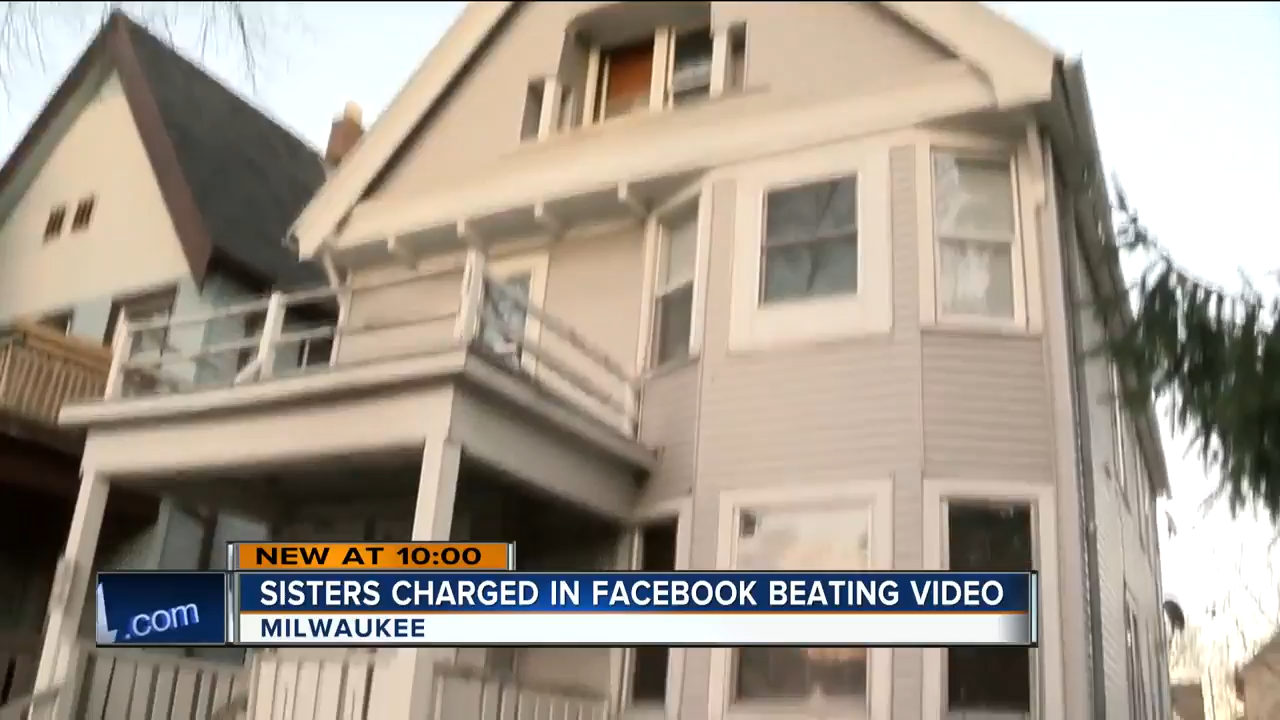 NEW AT 10:00
SISTERS CHARGED IN FACEBOOK BEATING VIDEO
.com
MILWAUKEE